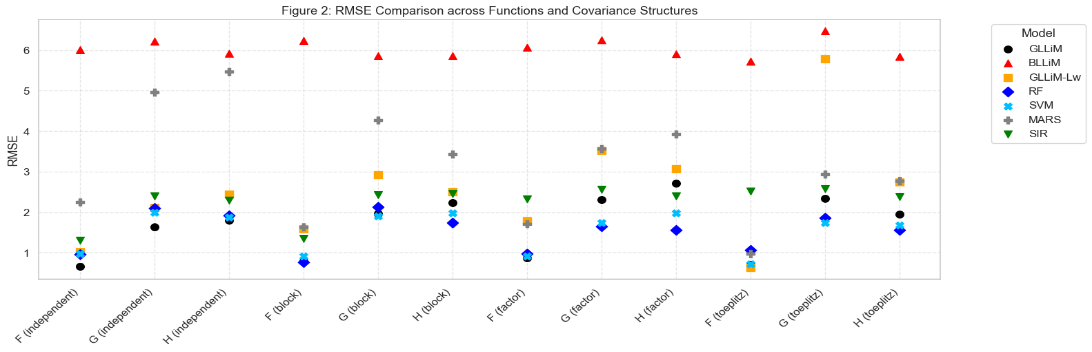 Figure 2: RMSE Comparison across Functions and Covariance Structures
RMSE
6
5
4
3
2
1
F (independent)
G (independent)
H (independent)
F (block)
G (block)
H (block)
F (factor)
G (factor)
H (factor)
F (toeplitz)
G (toeplitz)
H (toeplitz)
Model
GLLiM
BLLiM
GLLiM-Lw
RF
SVM
MARS
SIR